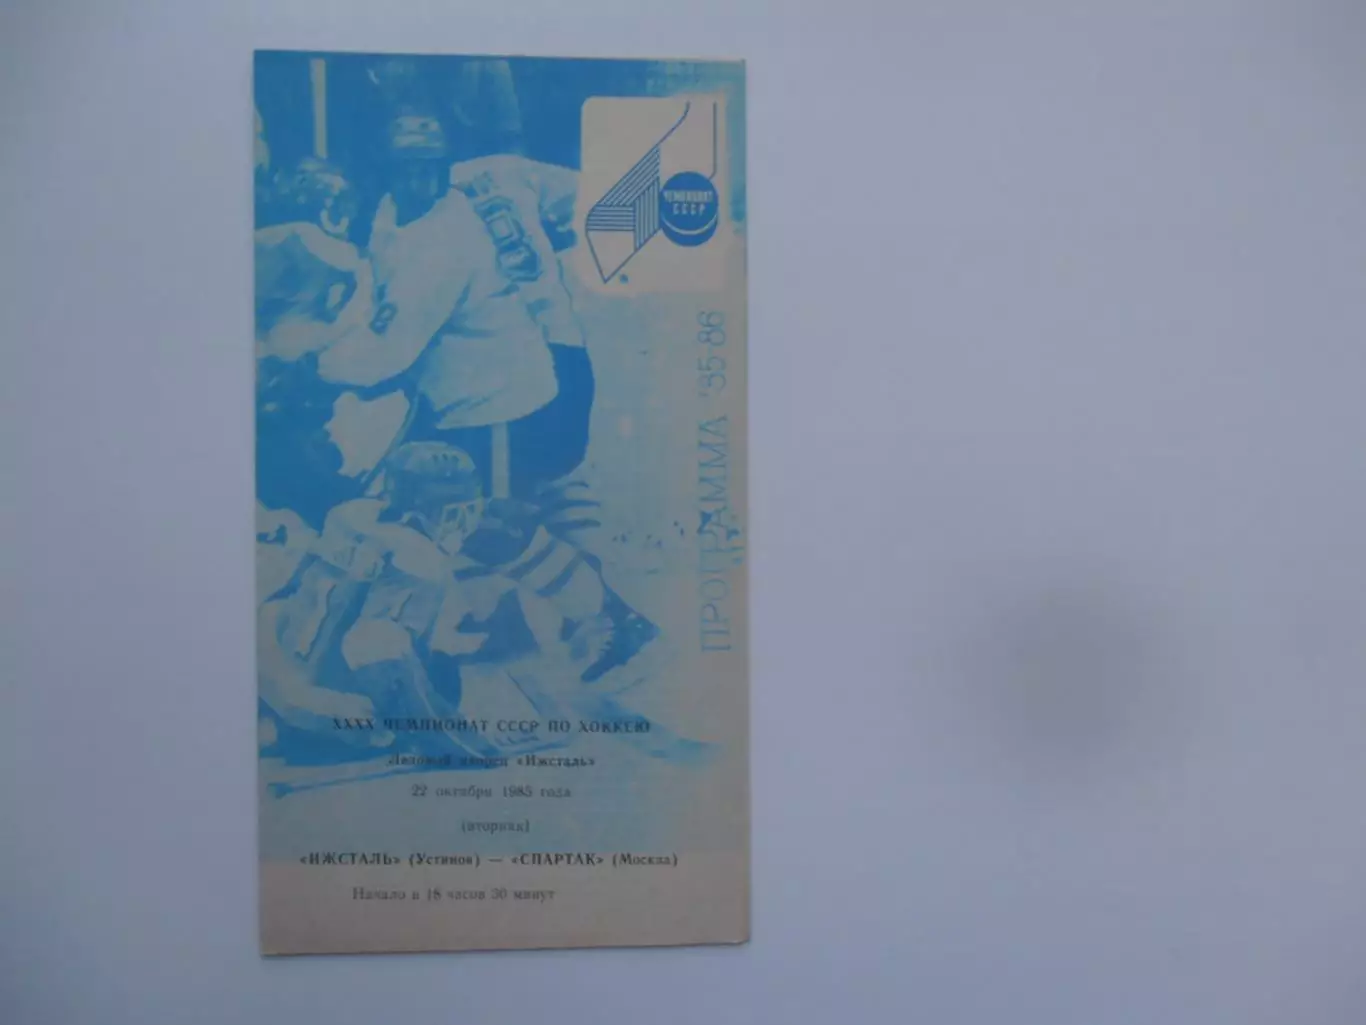 ЧЕМПИОНАТ
СССР
ПРОГРАММА '85-86
XXXX ЧЕМПИОНАТ СССР ПО ХОККЕЮ
Ледовый дворец «Ижсталь»
22 октября 1985 года
(вторник)
«ИЖСТАЛЬ» (Устинов) — «СПАРТАК» (Москва)
Начало в 18 часов 30 минут